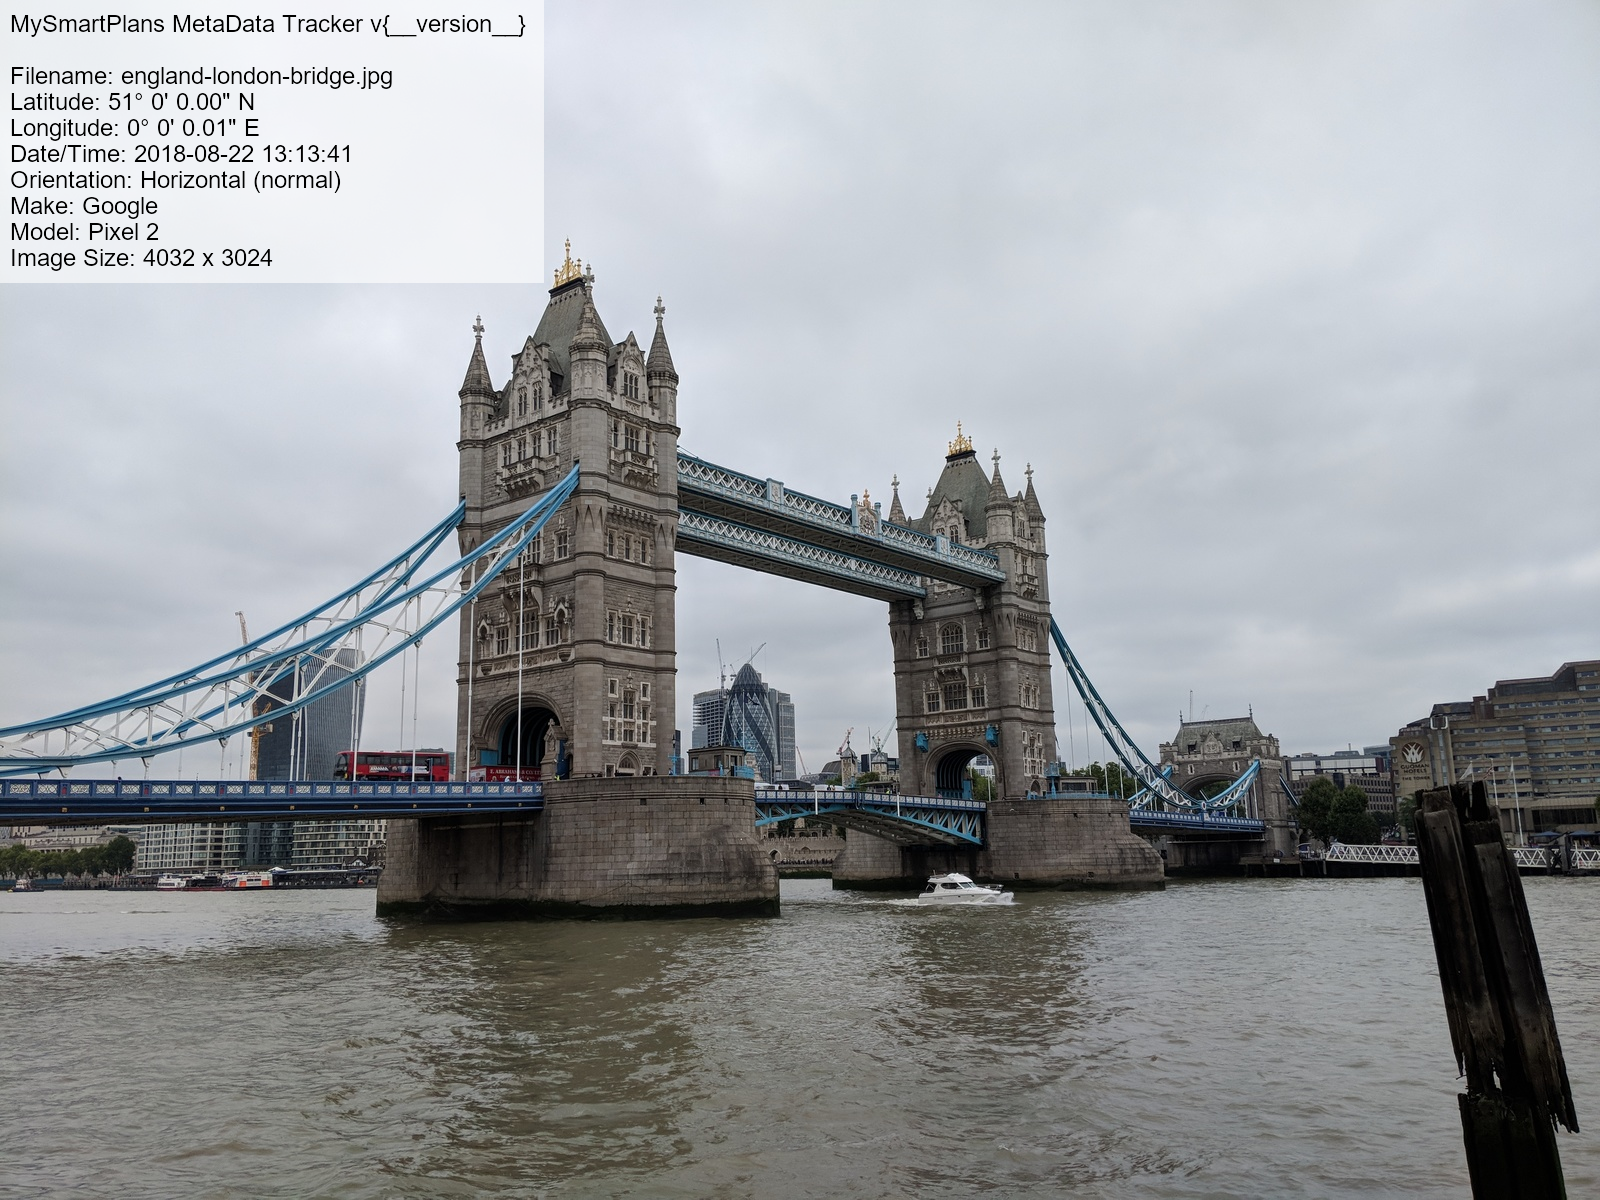 MySmartPlans MetaData Tracker v{__version__}
Filename: england-london-bridge.jpg
Latitude: 51° 0' 0.00" N
Longitude: 0° 0' 0.01" E
Date/Time: 2018-08-22 13:13:41
Orientation: Horizontal (normal)
Make: Google
Model: Pixel 2
Image Size: 4032 x 3024